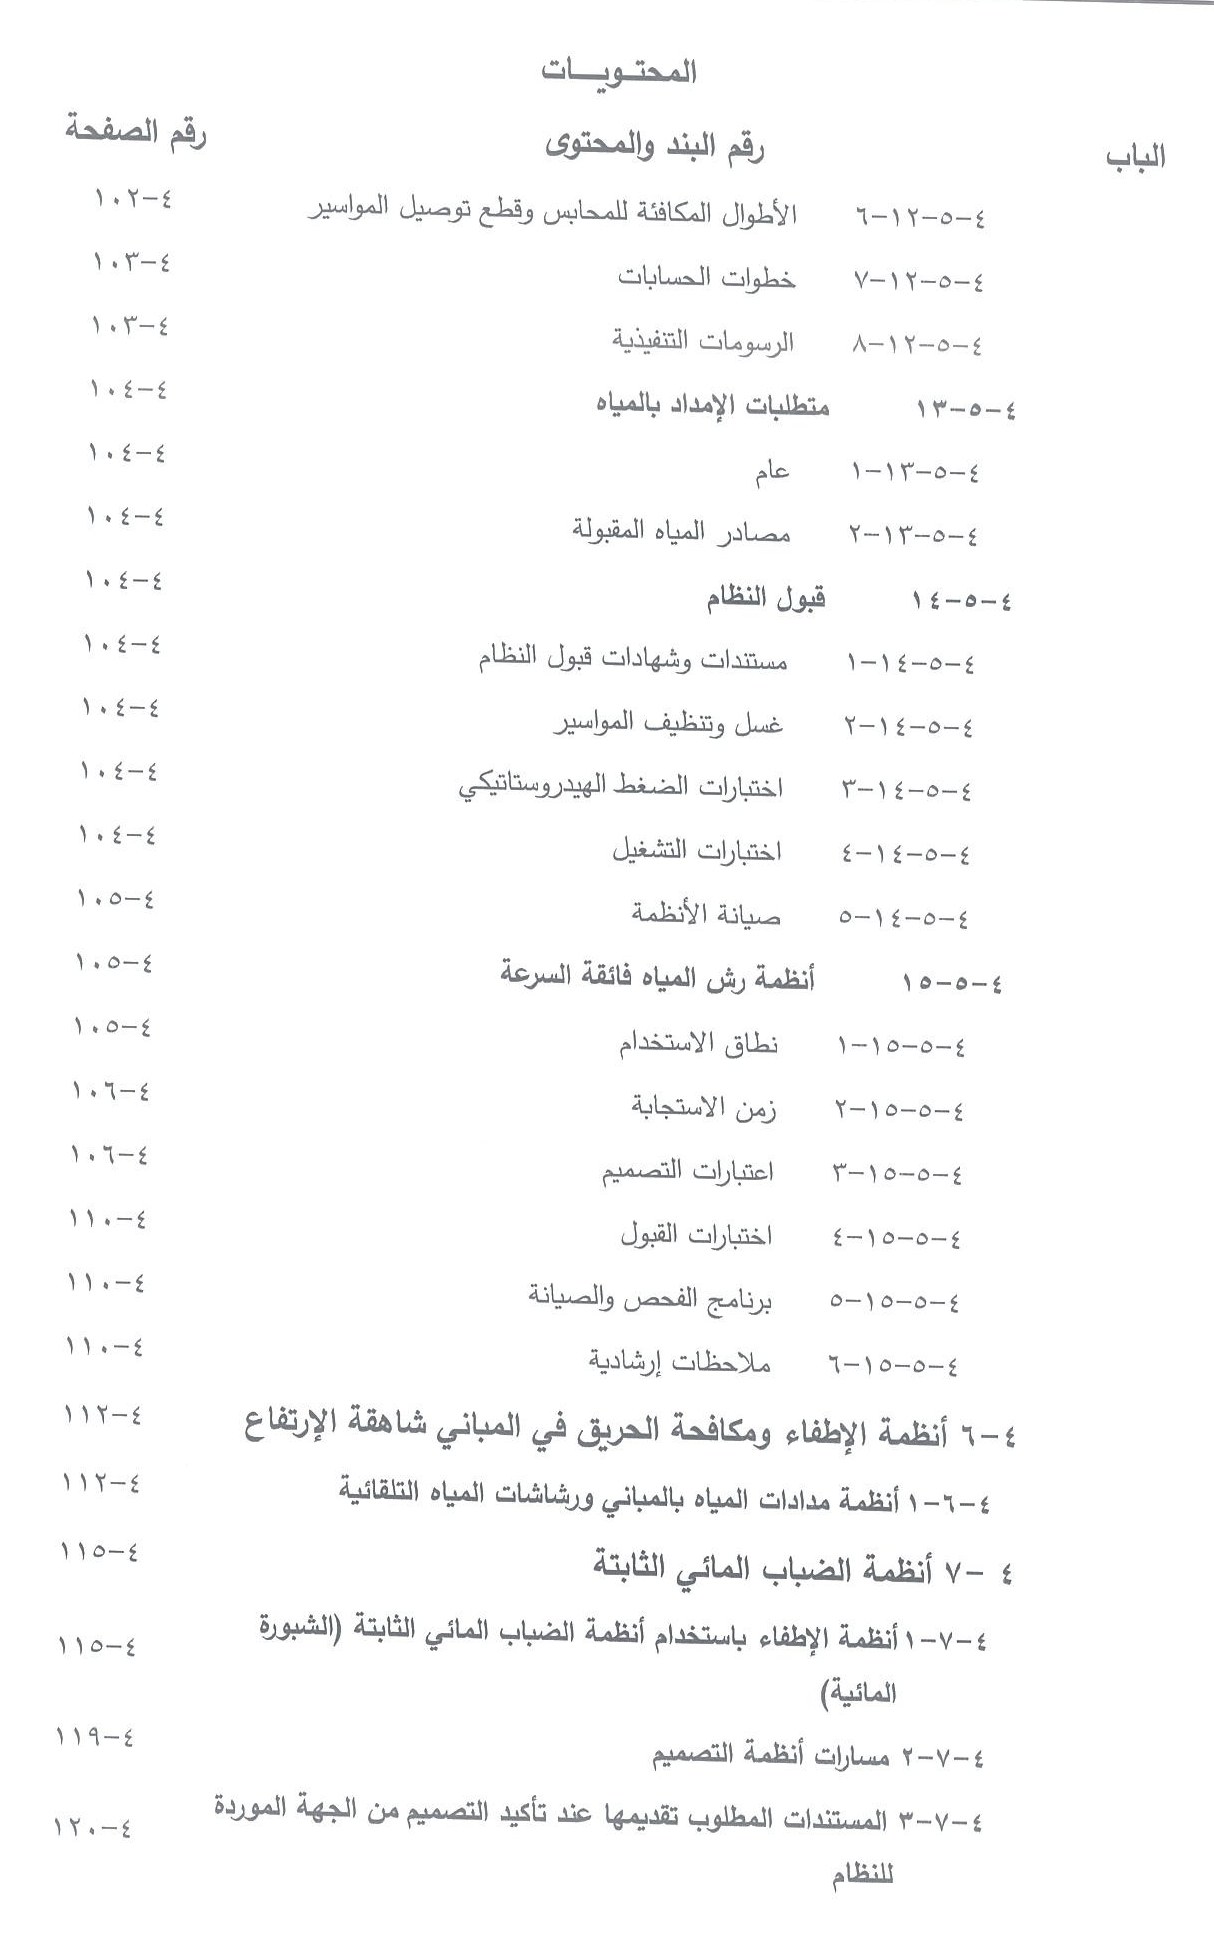 المحتويات
الباب رقم البند والمحتوى رقم الصفحة
٤-٥-١٢-٦ الأطوال المكافئة للمحابس وقطع توصيل المواسير ٤-١٠٢
٤-٥-١٢-٧ خطوات الحسابات ٤-١٠٣
٤-٥-١٢-٨ الرسومات التنفيذية ٤-١٠٣
٤-٥-١٣ متطلبات الإمداد بالمياه ٤-١٠٤
٤-٥-١٣-١ عام ٤-١٠٤
٤-٥-١٣-٢ مصادر المياه المقبولة ٤-١٠٤
٤-٥-١٤ قبول النظام ٤-١٠٤
٤-٥-١٤-١ مستندات وشهادات قبول النظام ٤-١٠٤
٤-٥-١٤-٢ غسل وتنظيف المواسير ٤-١٠٤
٤-٥-١٤-٣ اختبارات الضغط الهيدروستاتيكي ٤-١٠٤
٤-٥-١٤-٤ اختبارات التشغيل ٤-١٠٤
٤-٥-١٤-٥ صيانة الأنظمة ٤-١٠٥
٤-٥-١٥ أنظمة رش المياه فائقة السرعة ٤-١٠٥
٤-٥-١٥-١ نطاق الاستخدام ٤-١٠٥
٤-٥-١٥-٢ زمن الاستجابة ٤-١٠٦
٤-٥-١٥-٣ اعتبارات التصميم ٤-١٠٦
٤-٥-١٥-٤ اختبارات القبول ٤-١١٠
٤-٥-١٥-٥ برنامج الفحص والصيانة ٤-١١٠
٤-٥-١٥-٦ ملاحظات إرشادية ٤-١١٠
٤-٦ أنظمة الإطفاء ومكافحة الحريق في المباني شاهقة الإرتفاع ٤-١١٢
٤-٦-١ أنظمة مدادات المياه بالمباني ورشاشات المياه التلقائية ٤-١١٢
٤ -٧ أنظمة الضباب المائي الثابتة ٤-١١٥
٤-٧-١ أنظمة الإطفاء باستخدام أنظمة الضباب المائي الثابتة (الشبورة ٤-١١٥
المائية)
٤-٧-٢ مسارات أنظمة التصميم ٤-١١٩
٤-٧-٣ المستندات المطلوب تقديمها عند تأكيد التصميم من الجهة الموردة ٤-١٢٠
للنظام